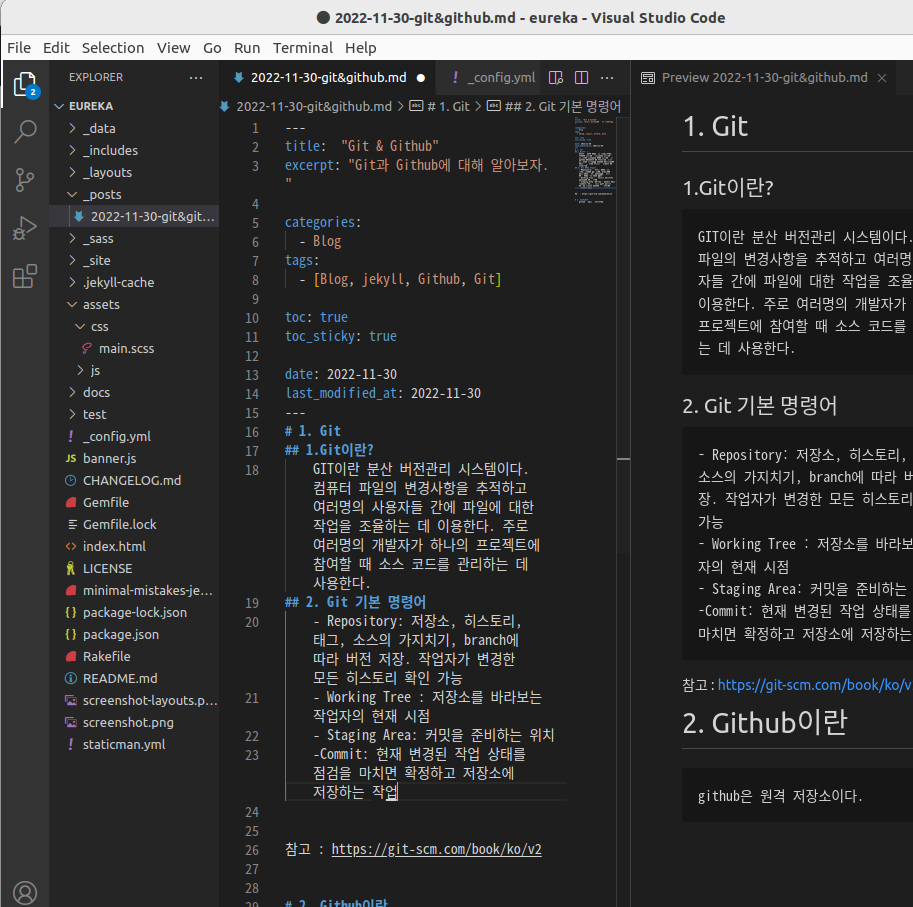 2022-11-30-git&github.md - eureka - Visual Studio Code
File Edit Selection View Go Run Terminal Help
2
EXPLORER
EUREKA
_data
_includes
_layouts
_posts
2022-11-30-git&git...
_sass
_site
.jekyll-cache
assets
css
main.scss
js
docs
test
! _config.yml
JS banner.js
CHANGELOG.md
Gemfile
Gemfile.lock
<> index.html
LICENSE
minimal-mistakes-je...
{} package-lock.json
{} package.json
Rakefile
README.md
screenshot-layouts.p...
screenshot.png
! staticman.yml
2022-11-30-git&github.md
! _config.yml
2022-11-30-git&github.md > # 1. Git > ## 2. Git 기본 명령어
1 ---
2 title:  "Git & Github"
3 excerpt: "Git과 Github에 대해 알아보자.
"
4
5 categories:
6 - Blog
7 tags:
8 - [Blog, jekyll, Github, Git]
9
10 toc: true
11 toc_sticky: true
12
13 date: 2022-11-30
14 last_modified_at: 2022-11-30
15 ---
16 # 1. Git
17 ## 1.Git이란?
18 GIT이란 분산 버전관리 시스템이다.
컴퓨터 파일의 변경사항을 추적하고
여러명의 사용자들 간에 파일에 대한
작업을 조율하는 데 이용한다. 주로
여러명의 개발자가 하나의 프로젝트에
참여할 때 소스 코드를 관리하는 데
사용한다.
19 ## 2. Git 기본 명령어
20 - Repository: 저장소, 히스토리,
태그, 소스의 가지치기, branch에
따라 버전 저장. 작업자가 변경한
모든 히스토리 확인 가능
21 - Working Tree : 저장소를 바라보는
작업자의 현재 시점
22 - Staging Area: 커밋을 준비하는 위치
23 -Commit: 현재 변경된 작업 상태를
점검을 마치면 확정하고 저장소에
저장하는 작업
24
25
26 참고 : https://git-scm.com/book/ko/v2
27
28
29 # 2. Github이란
Preview 2022-11-30-git&github.md
1. Git
1.Git이란?
GIT이란 분산 버전관리 시스템이다.
파일의 변경사항을 추적하고 여러명
자들 간에 파일에 대한 작업을 조율
이용한다. 주로 여러명의 개발자가
프로젝트에 참여할 때 소스 코드를
는 데 사용한다.
2. Git 기본 명령어
- Repository: 저장소, 히스토리,
소스의 가지치기, branch에 따라 버
장. 작업자가 변경한 모든 히스토리
가능
- Working Tree : 저장소를 바라보
자의 현재 시점
- Staging Area: 커밋을 준비하는
-Commit: 현재 변경된 작업 상태를
마치면 확정하고 저장소에 저장하는
참고 : https://git-scm.com/book/ko/v
2. Github이란
github은 원격 저장소이다.